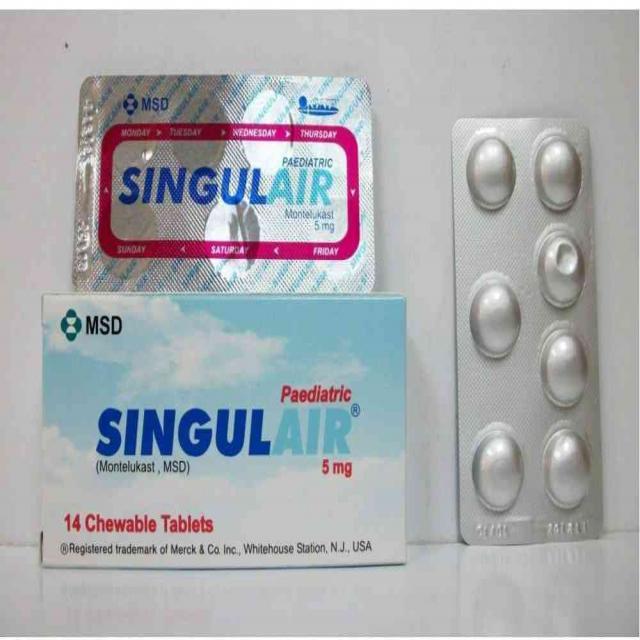 MSD
MONDAY > TUESDAY > WEDNESDAY > THURSDAY
PAEDIATRIC
SINGULAIR
Montelukast
5 mg
SUNDAY < SATURDAY < FRIDAY
MSD
Paediatric
SINGULAIR®
(Montelukast , MSD)
5 mg
14 Chewable Tablets
®Registered trademark of Merck & Co. Inc., Whitehouse Station, N.J., USA